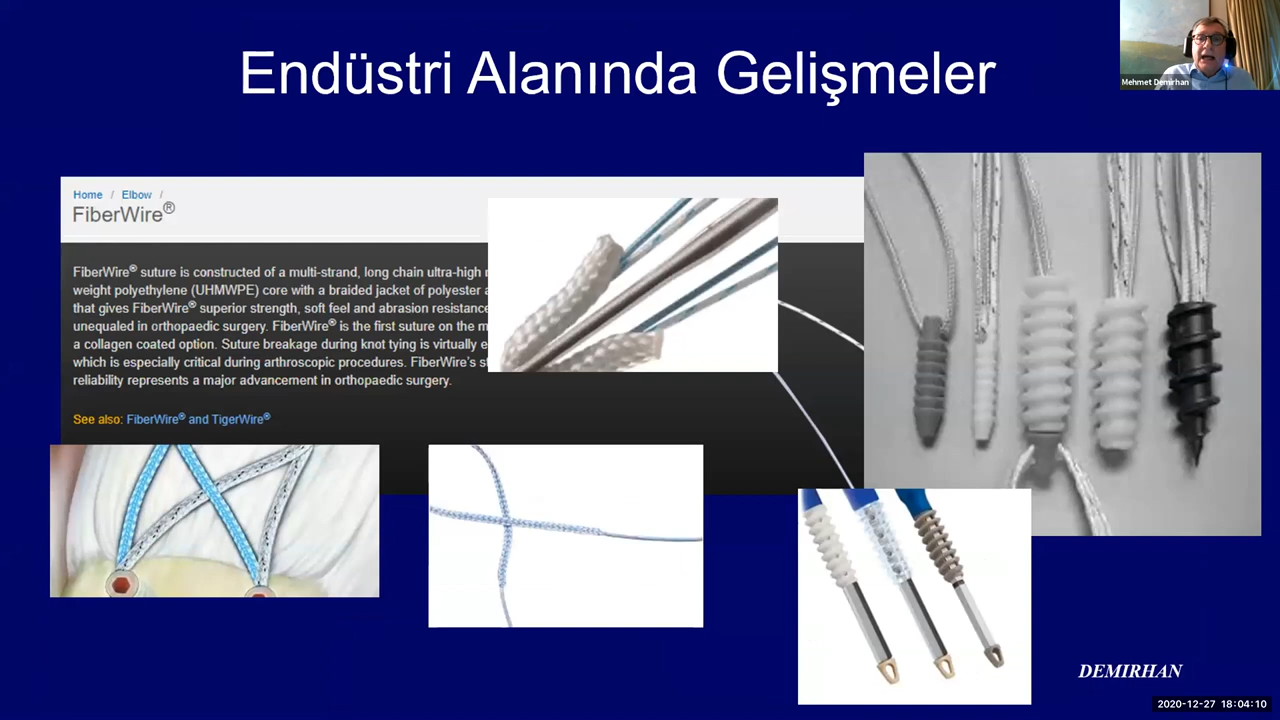 Endüstri Alanında Gelişmeler
Mehmet Demirhan
Home / Elbow /
FiberWire®
FiberWire® suture is constructed of a multi-strand, long chain ultra-high
weight polyethylene (UHMWPE) core with a braided jacket of polyester
that gives FiberWire® superior strength, soft feel and abrasion resistance
unequaled in orthopaedic surgery. FiberWire® is the first suture on the
a collagen coated option. Suture breakage during knot tying is virtually
which is especially critical during arthroscopic procedures. FiberWire's
reliability represents a major advancement in orthopaedic surgery.
See also: FiberWire® and TigerWire®
DEMIRHAN
2020-12-27 18:04:10